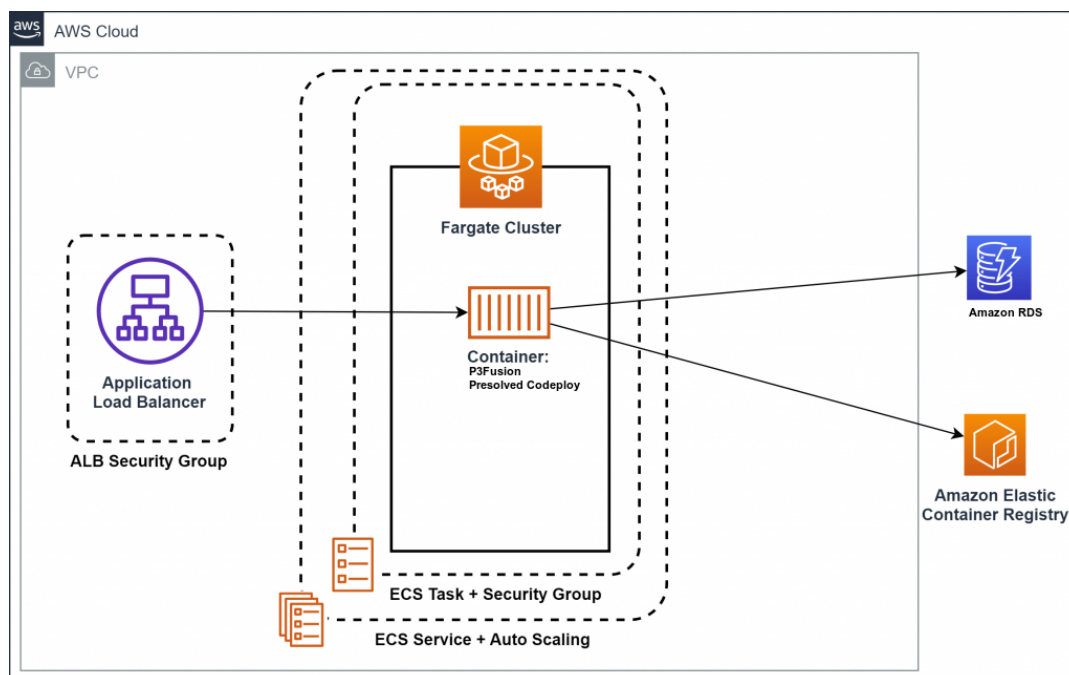 aws
AWS Cloud
VPC
Fargate Cluster
Application
Load Balancer
ALB Security Group
Container:
P3Fusion
Presolved Codeploy
Amazon RDS
Amazon Elastic
Container Registry
ECS Task + Security Group
ECS Service + Auto Scaling